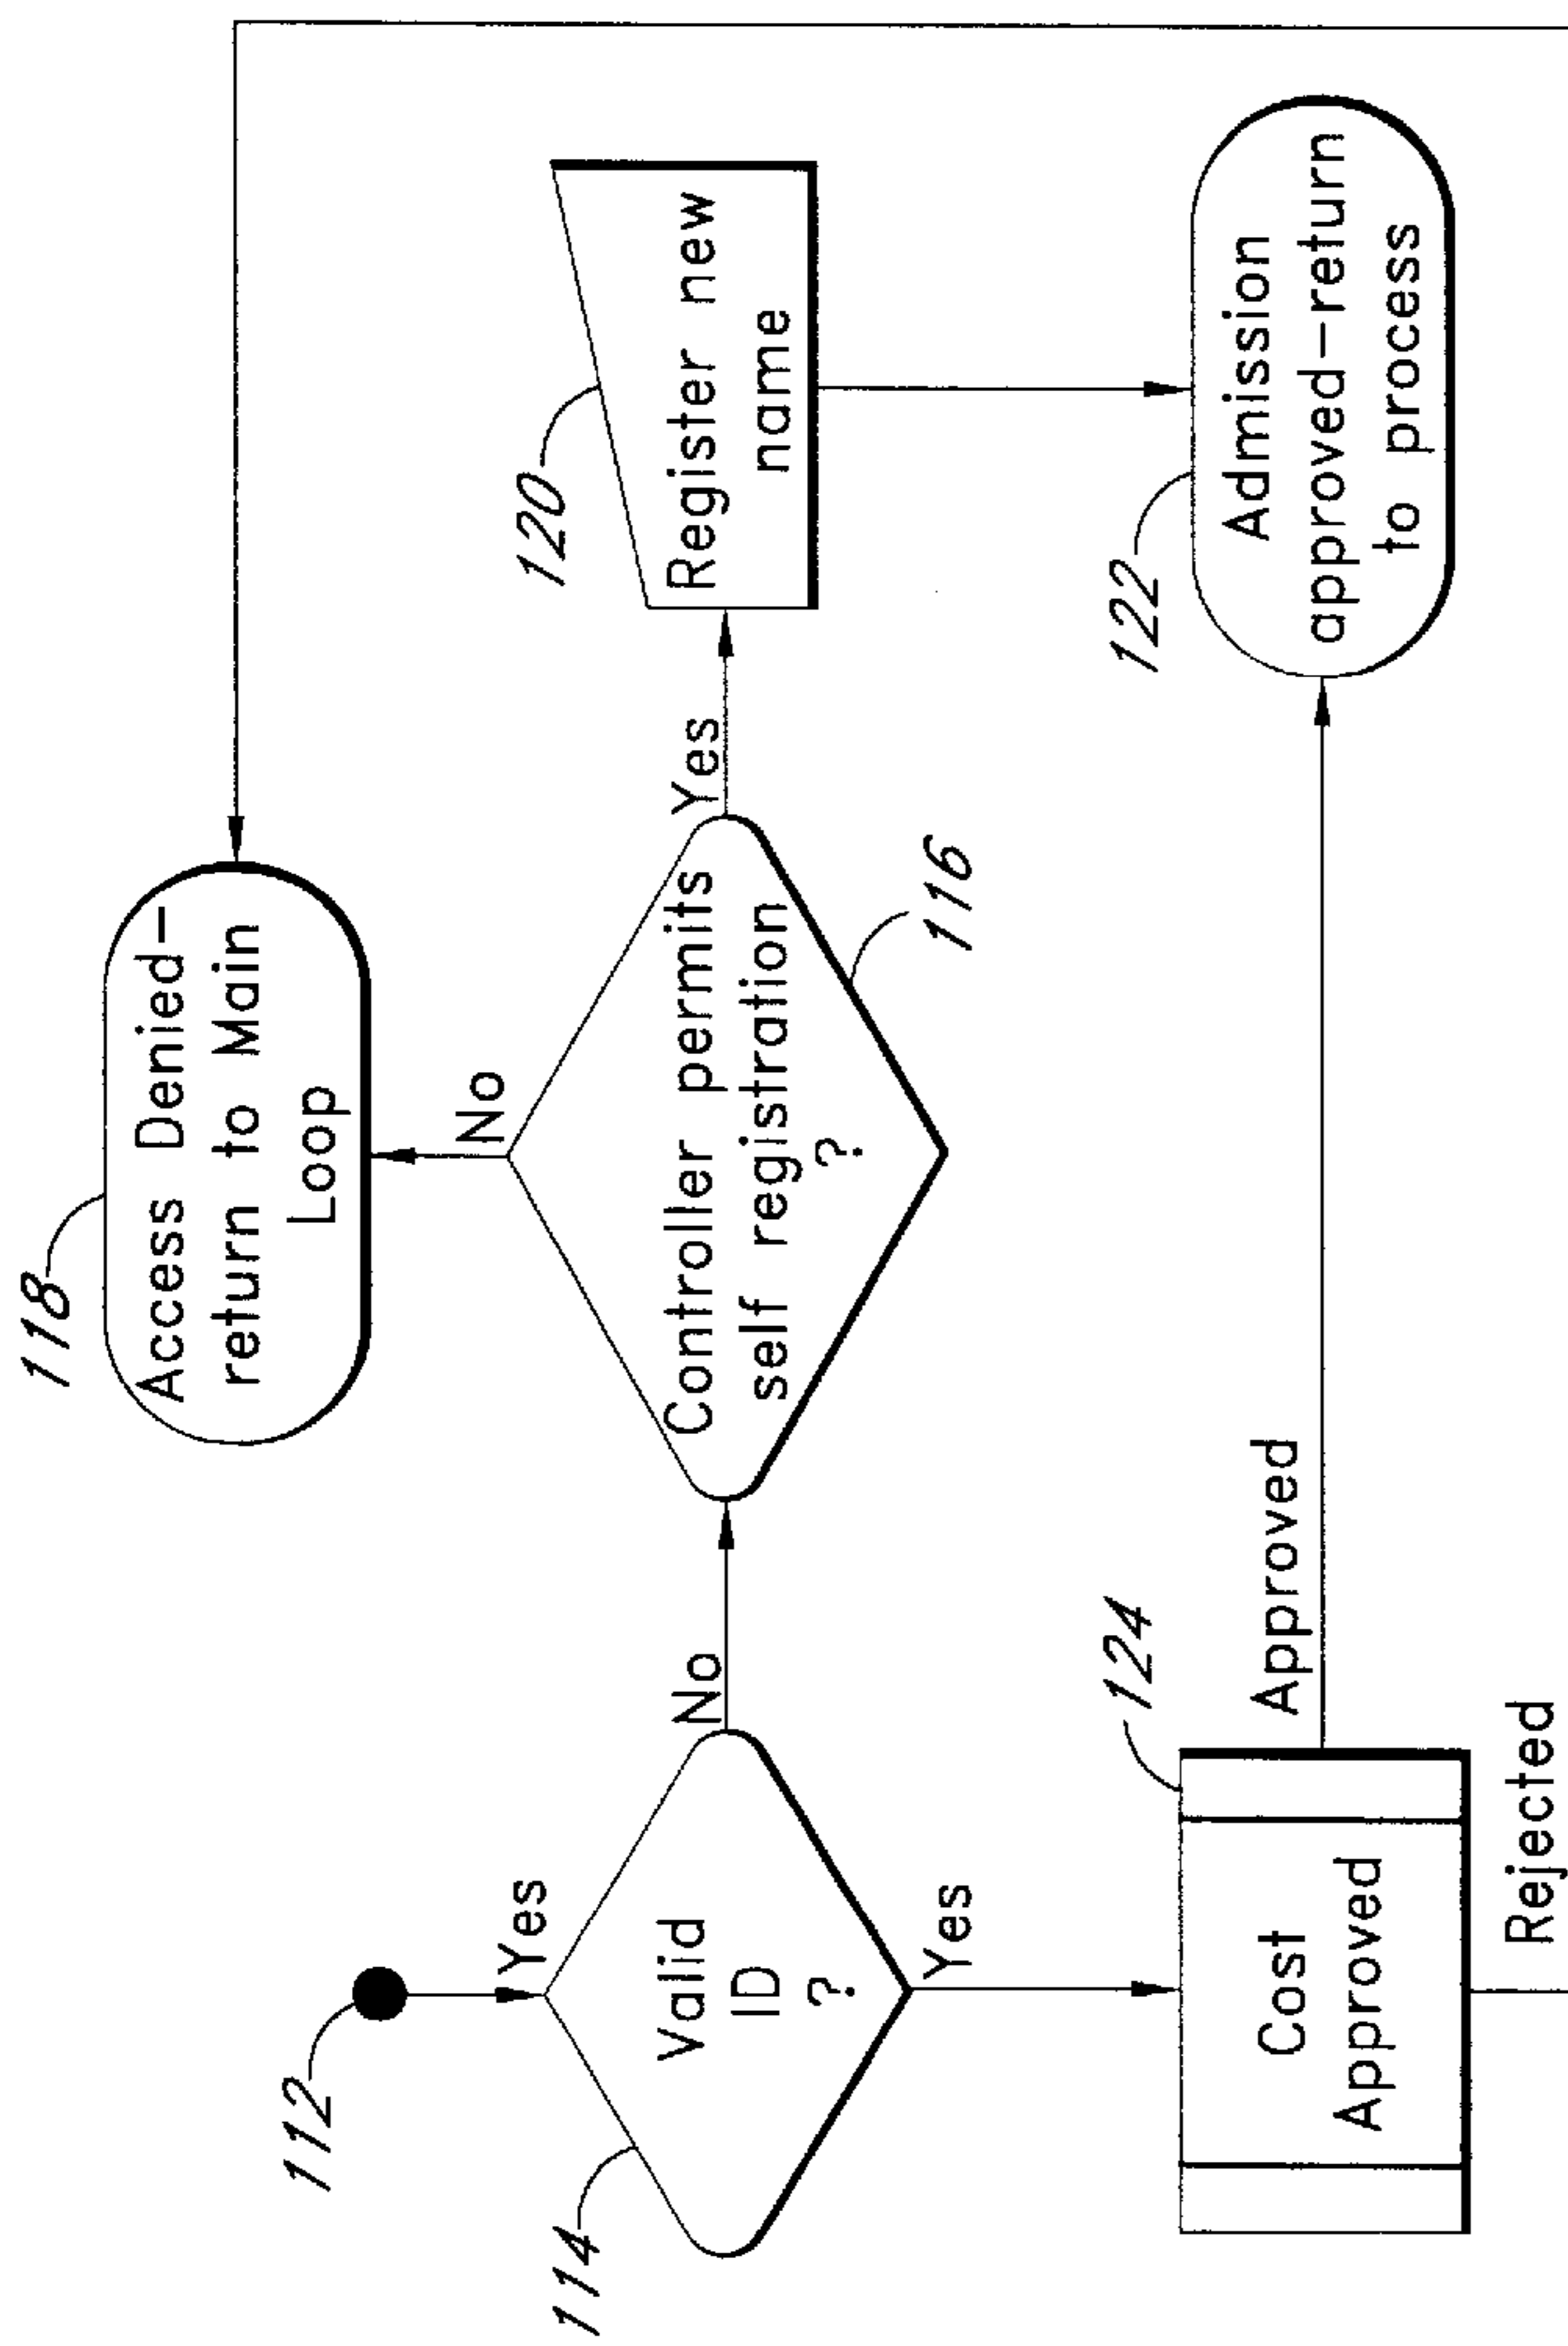 118
Access Denied-
return to Main
Loop
112
Yes
No
120
114
Valid
ID
?
No
Controller permits
self registration
?
Yes
Register new
name
116
Yes
124
122
Cost
Approved
Approved
Admission
approved-return
to process
Rejected